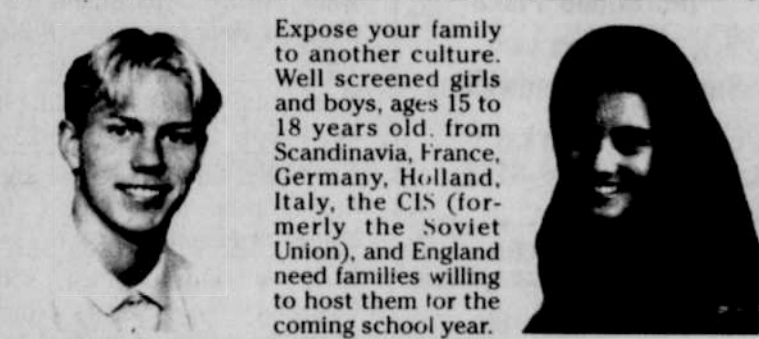 Expose your family
to another culture.
Well screened girls
and boys, ages 15 to
18 years old. from
Scandinavia, France,
Germany, Holland,
Italy, the CIS (for-
merly the Soviet
Union), and England
need families willing
to host them for the
coming school year.